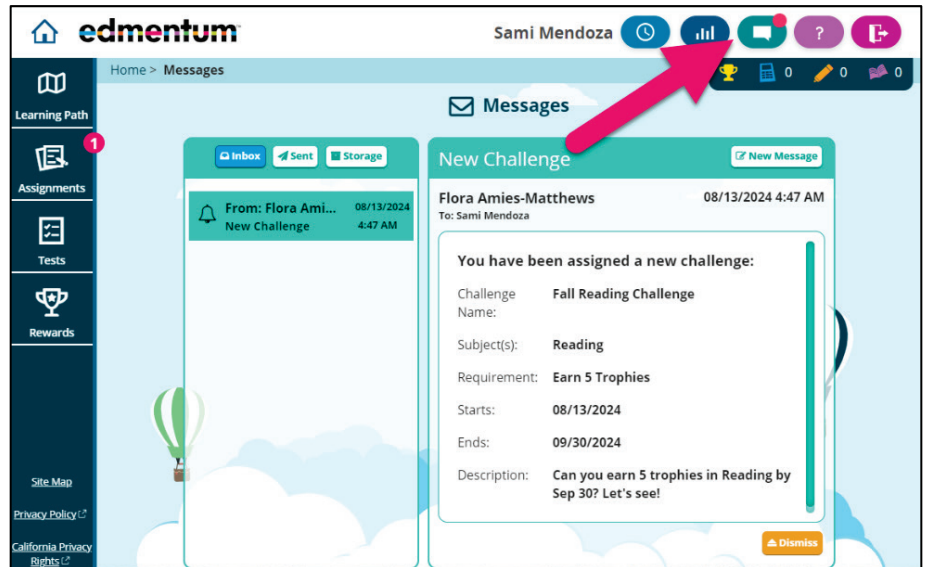 edmentum
Sami Mendoza
?
Home > Messages
0
0
0
Learning Path
1
Assignments
Tests
Rewards
Site Map
Privacy Policy
California Privacy
Rights
Messages
Inbox
Sent
Storage
From: Flora Ami...
08/13/2024
New Challenge
4:47 AM
New Challenge
New Message
Flora Amies-Matthews
08/13/2024 4:47 AM
To: Sami Mendoza
You have been assigned a new challenge:
Challenge
Name:
Fall Reading Challenge
Subject(s):
Reading
Requirement:
Earn 5 Trophies
Starts:
08/13/2024
Ends:
09/30/2024
Description:
Can you earn 5 trophies in Reading by
Sep 30? Let's see!
Dismiss